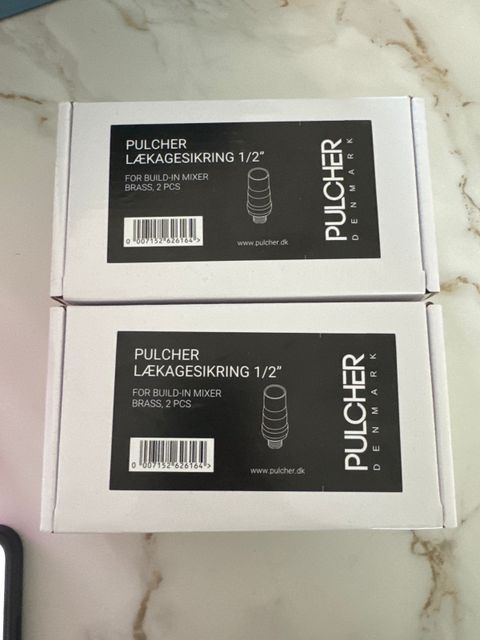 PULCHER
LÆKAGESIKRING 1/2”
FOR BUILD-IN MIXER
BRASS, 2 PCS
0 007152 626164 >
www.pulcher.dk
PULCHER
DENMARK
PULCHER
LÆKAGESIKRING 1/2”
FOR BUILD-IN MIXER
BRASS, 2 PCS
0 007152 626164 >
www.pulcher.dk
PULCHER
DENMARK